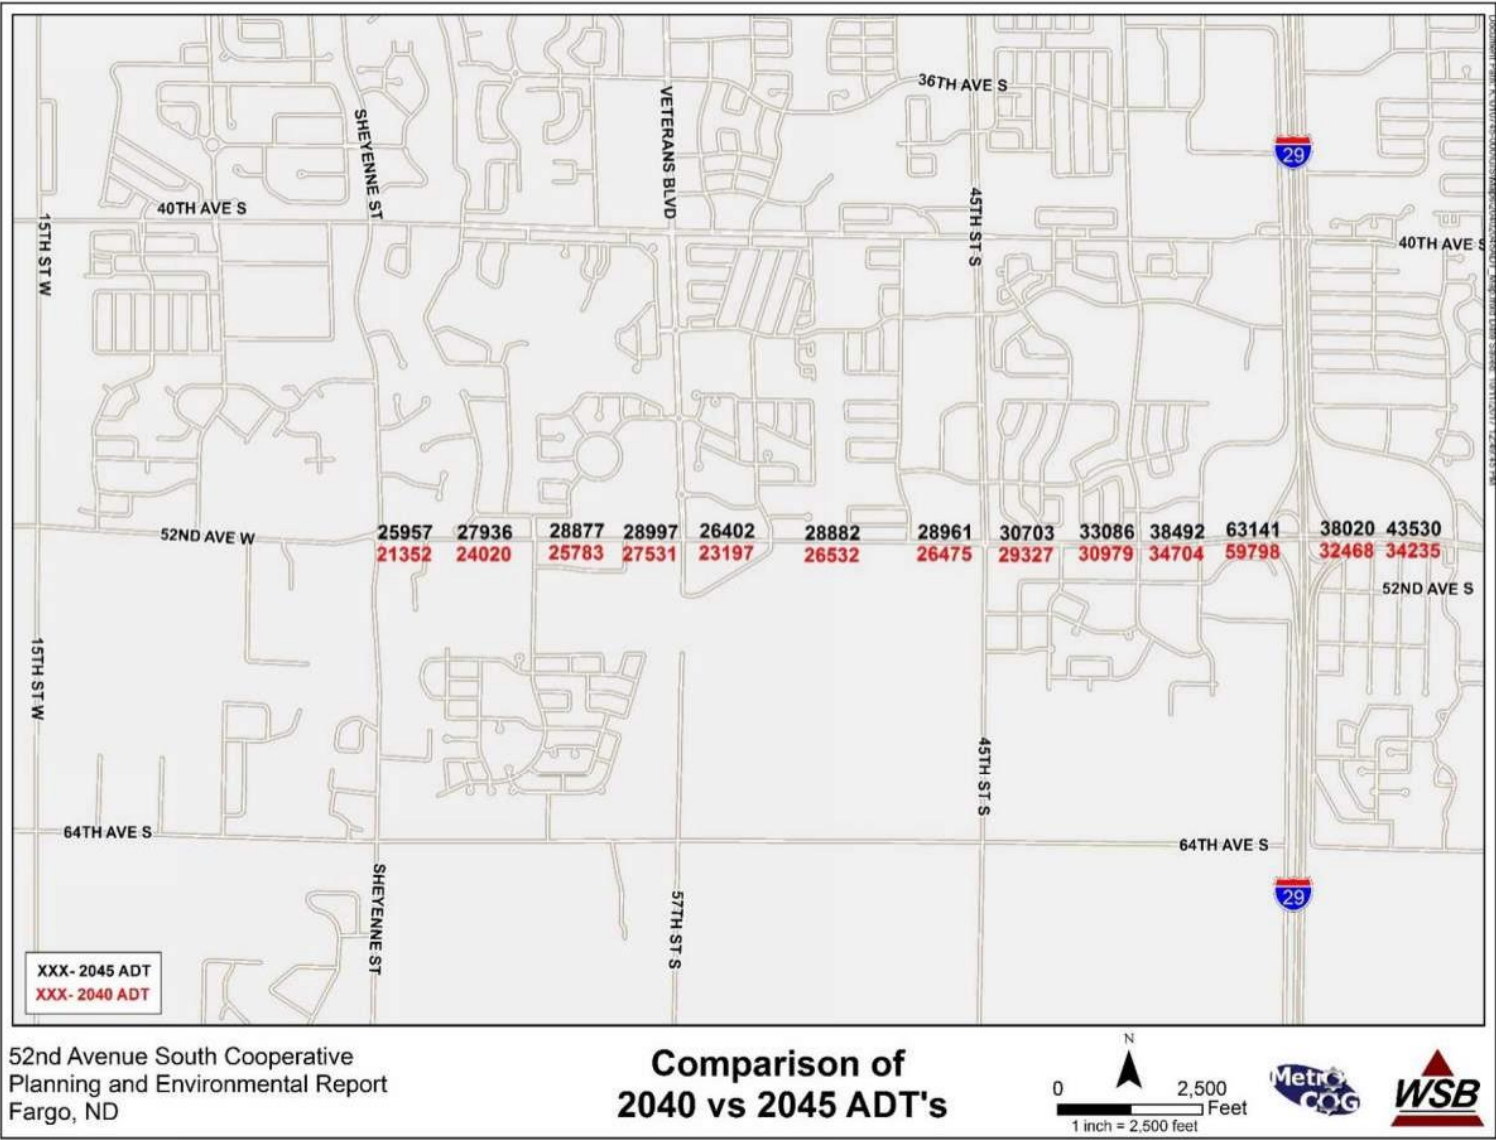 36TH AVE S
29
SHEYENNE ST
VETERANS BLVD
40TH AVE S
45TH ST S
15TH ST W
40TH AVE S
52ND AVE W
25957 27936 28877 28997 26402 28882 28961 30703 33086 38492 63141 38020 43530
21352 24020 25783 27531 23197 26532 26475 29327 30979 34704 59798 32468 34235
52ND AVE S
15TH ST W
45TH ST S
64TH AVE S
64TH AVE S
SHEYENNE ST
57TH ST S
29
XXX- 2045 ADT
XXX- 2040 ADT
52nd Avenue South Cooperative
Planning and Environmental Report
Fargo, ND
Comparison of
2040 vs 2045 ADT's
N
0 2,500
Feet
1 inch = 2,500 feet
Metro
COG
WSB